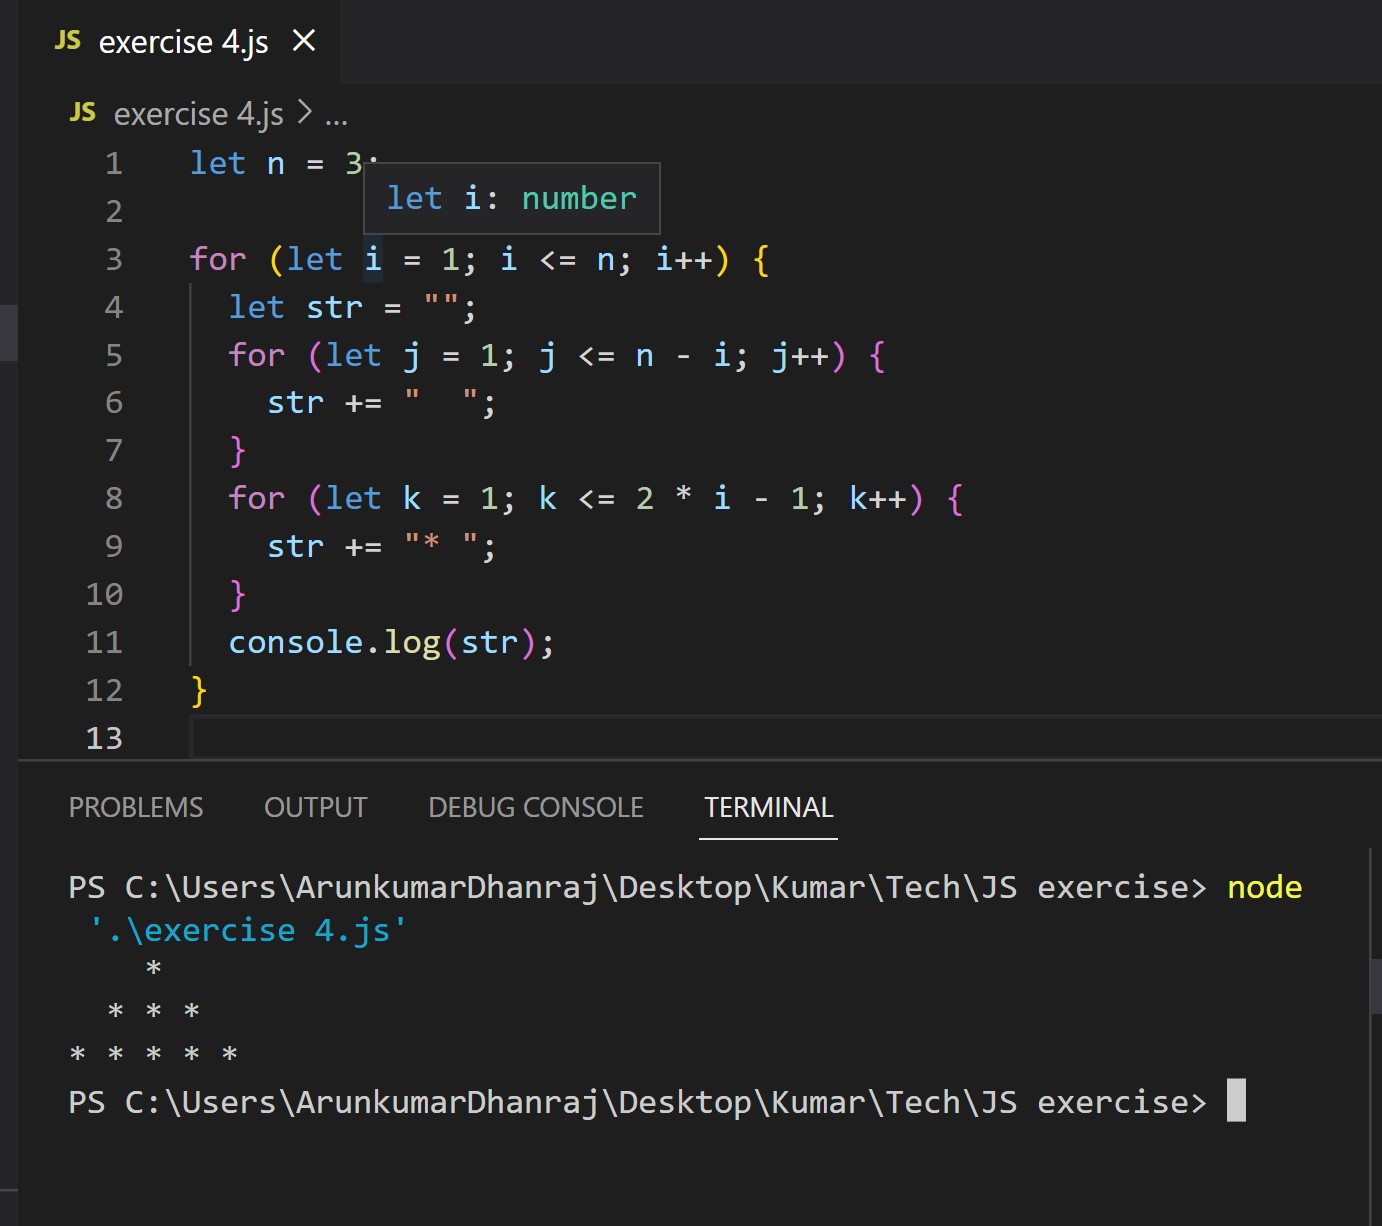 JS exercise 4.js ×
JS exercise 4.js > ...
1 let n = 3;
let i: number
2
3 for (let i = 1; i <= n; i++) {
4   let str = "";
5   for (let j = 1; j <= n - i; j++) {
6     str += "  ";
7   }
8   for (let k = 1; k <= 2 * i - 1; k++) {
9     str += "* ";
10   }
11   console.log(str);
12 }
13
PROBLEMS OUTPUT DEBUG CONSOLE TERMINAL
PS C:\Users\ArunkumarDhanraj\Desktop\Kumar\Tech\JS exercise> node
 '.\exercise 4.js'
    *
  * * *
* * * * *
PS C:\Users\ArunkumarDhanraj\Desktop\Kumar\Tech\JS exercise>